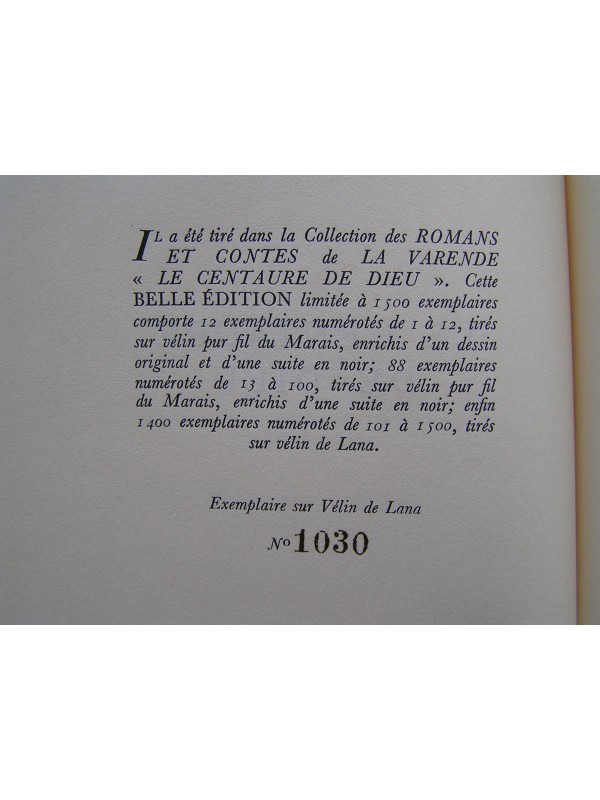 IL a été tiré dans la Collection des ROMANS
ET CONTES de LA VARENDE
« LE CENTAURE DE DIEU ». Cette
BELLE ÉDITION limitée à 1500 exemplaires
comporte 12 exemplaires numérotés de 1 à 12, tirés
sur vélin pur fil du Marais, enrichis d'un dessin
original et d'une suite en noir; 88 exemplaires
numérotés de 13 à 100, tirés sur vélin pur fil
du Marais, enrichis d'une suite en noir; enfin
1400 exemplaires numérotés de 101 à 1500, tirés
sur vélin de Lana.
Exemplaire sur Vélin de Lana
No 1030